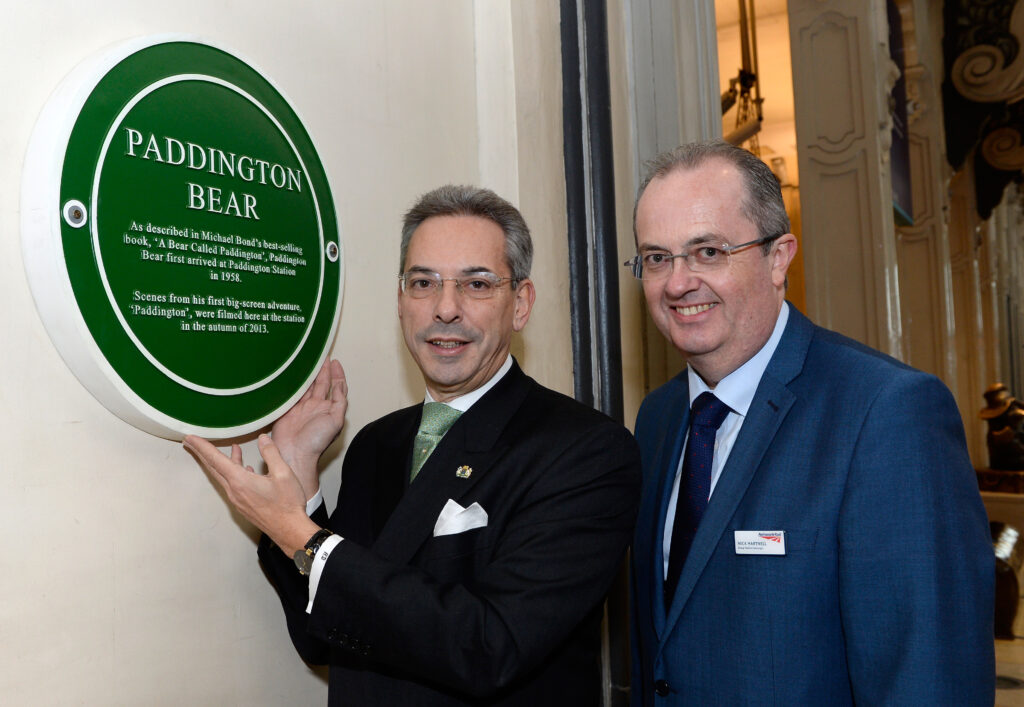 PADDINGTON
BEAR
As described in Michael Bond's best-selling
book, ‘A Bear Called Paddington’, Paddington
Bear first arrived at Paddington Station
in 1958.
Scenes from his first big-screen adventure,
‘Paddington’, were filmed here at the station
in the autumn of 2013.
NetworkRail
NICK HARTNELL